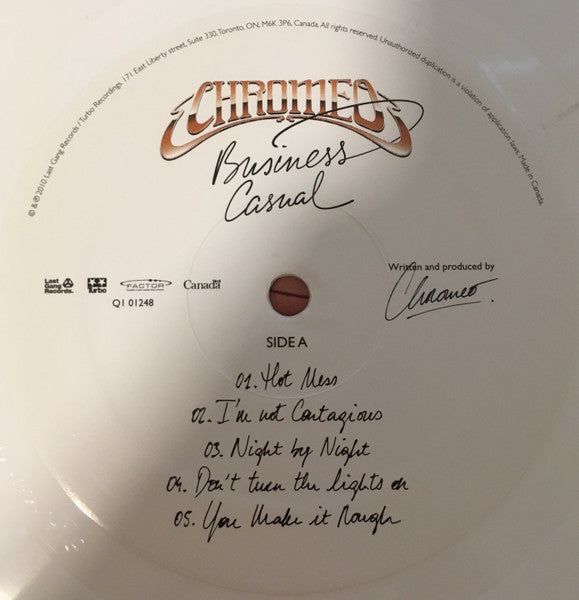 ℗ & © 2010 Last Gang Records / Turbo Recordings. 171 East Liberty street, Suite 330, Toronto, ON, M6K 3P6, Canada. All rights reserved. Unauthorized duplication is a violation of application laws. Made in Canada.
CHROMEO
Business
Casual
Last Gang Records.
Turbo
FACTOR
Canada
Q1 01248
Written and produced by
Chromeo.
SIDE A
01. Hot Mess
02. I'm not Contagious
03. Night by Night
04. Don't turn the lights on
05. You Make it Rough